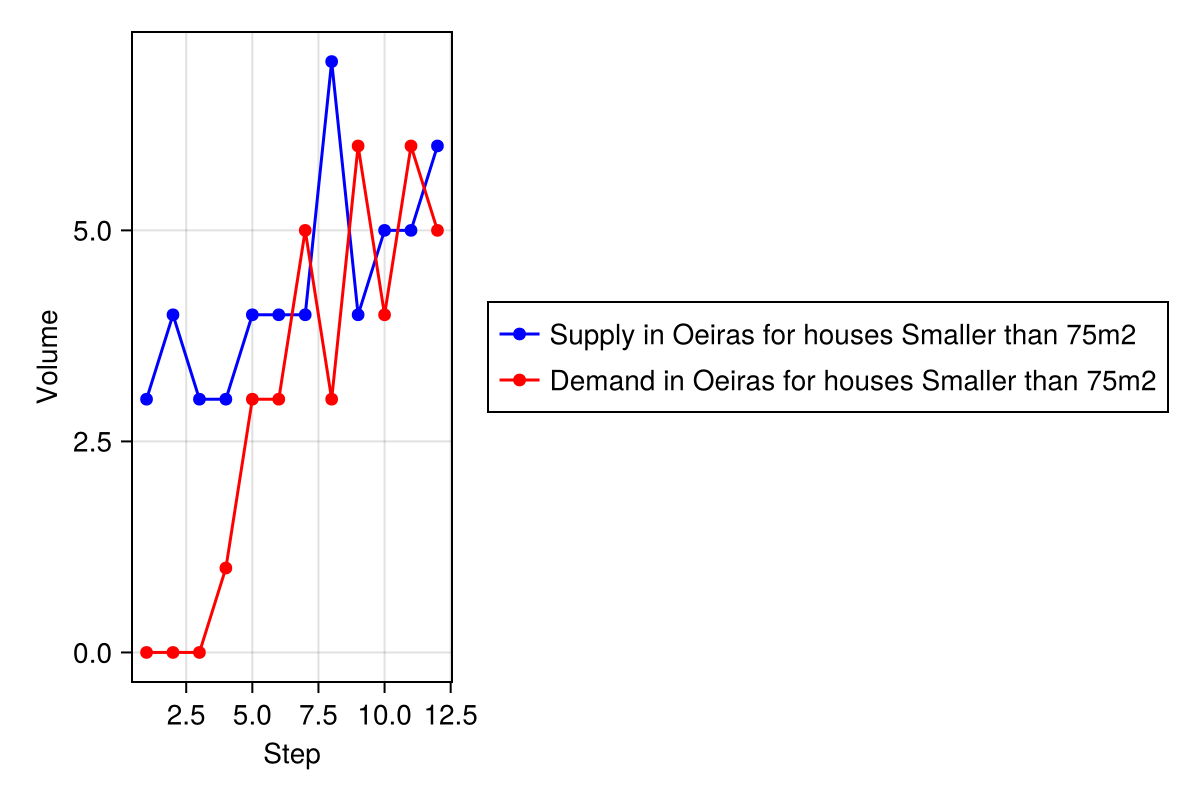 Volume
5.0
2.5
0.0
2.5 5.0 7.5 10.0 12.5
Step
Supply in Oeiras for houses Smaller than 75m2
Demand in Oeiras for houses Smaller than 75m2